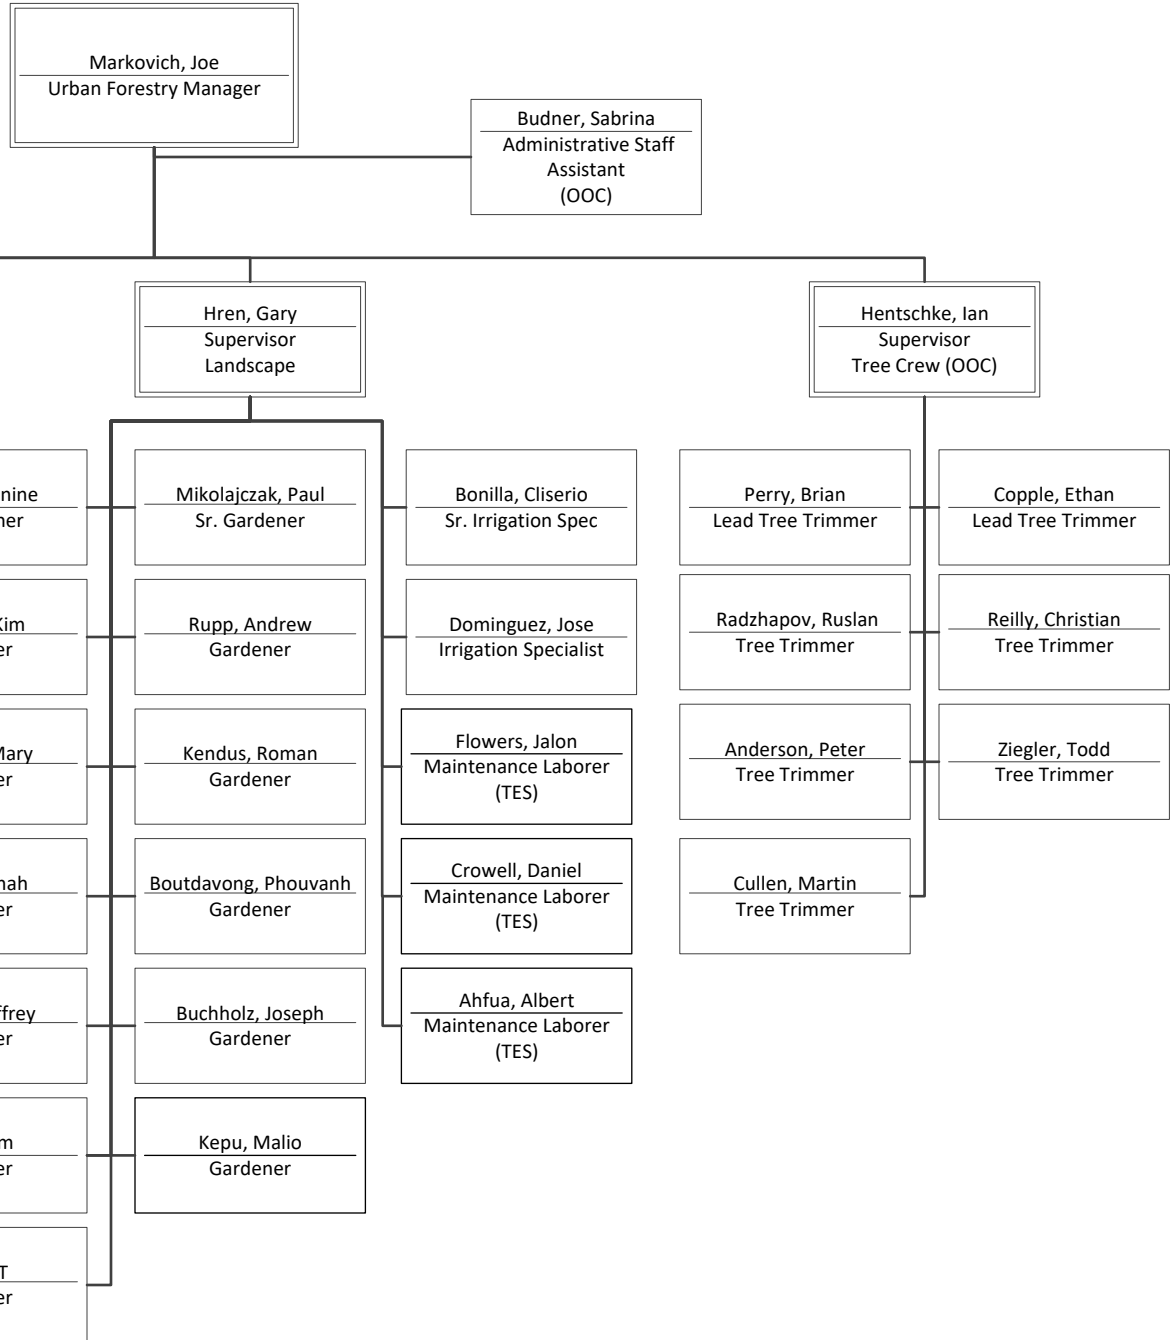 Markovich, Joe
Urban Forestry Manager
Budner, Sabrina
Administrative Staff
Assistant
(OOC)
Hren, Gary
Supervisor
Landscape
Hentschke, Ian
Supervisor
Tree Crew (OOC)
Mikolajczak, Paul
Sr. Gardener
Bonilla, Cliserio
Sr. Irrigation Spec
Perry, Brian
Lead Tree Trimmer
Copple, Ethan
Lead Tree Trimmer
Kim
Rupp, Andrew
Gardener
Dominguez, Jose
Irrigation Specialist
Radzhapov, Ruslan
Tree Trimmer
Reilly, Christian
Tree Trimmer
Mary
Kendus, Roman
Gardener
Flowers, Jalon
Maintenance Laborer
(TES)
Anderson, Peter
Tree Trimmer
Ziegler, Todd
Tree Trimmer
Boutdavong, Phouvanh
Gardener
Crowell, Daniel
Maintenance Laborer
(TES)
Cullen, Martin
Tree Trimmer
Buchholz, Joseph
Gardener
Ahfua, Albert
Maintenance Laborer
(TES)
Kepu, Malio
Gardener
T